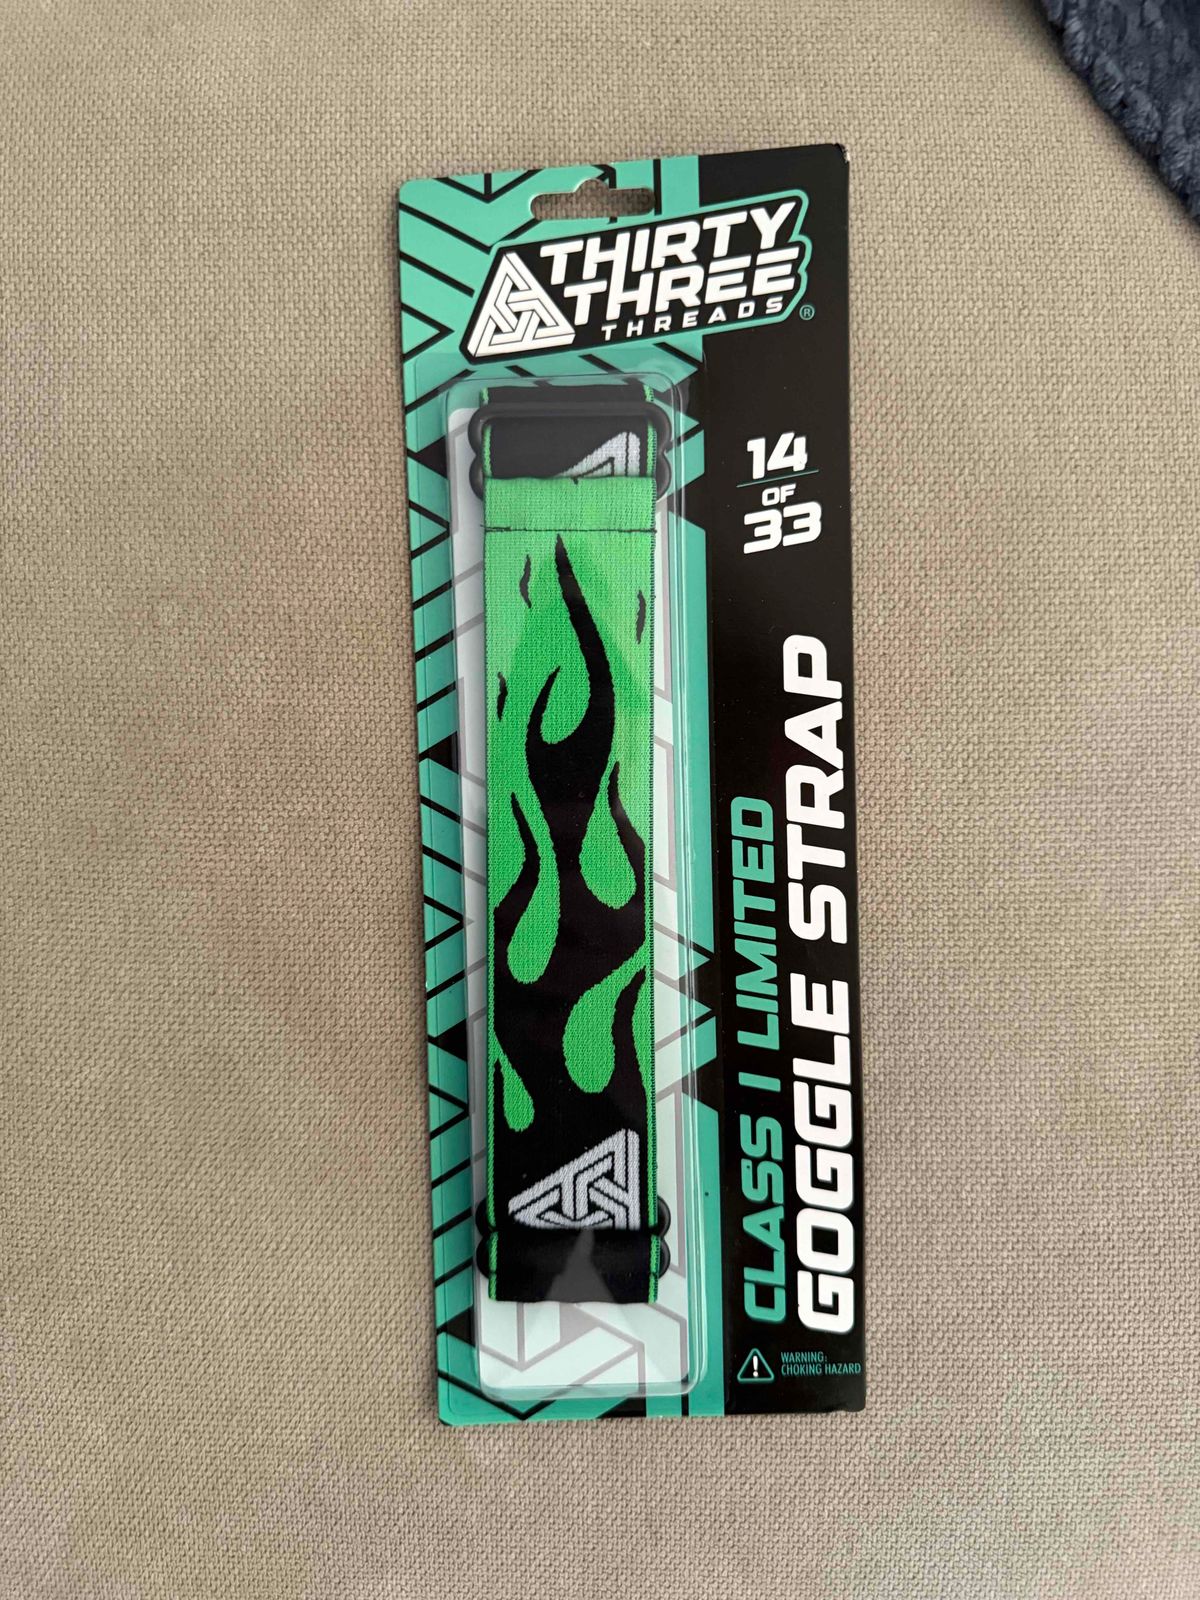 THIRTY
THREE
THREADS
®
14
OF
33
CLASS I LIMITED
GOGGLE STRAP
WARNING:
CHOKING HAZARD